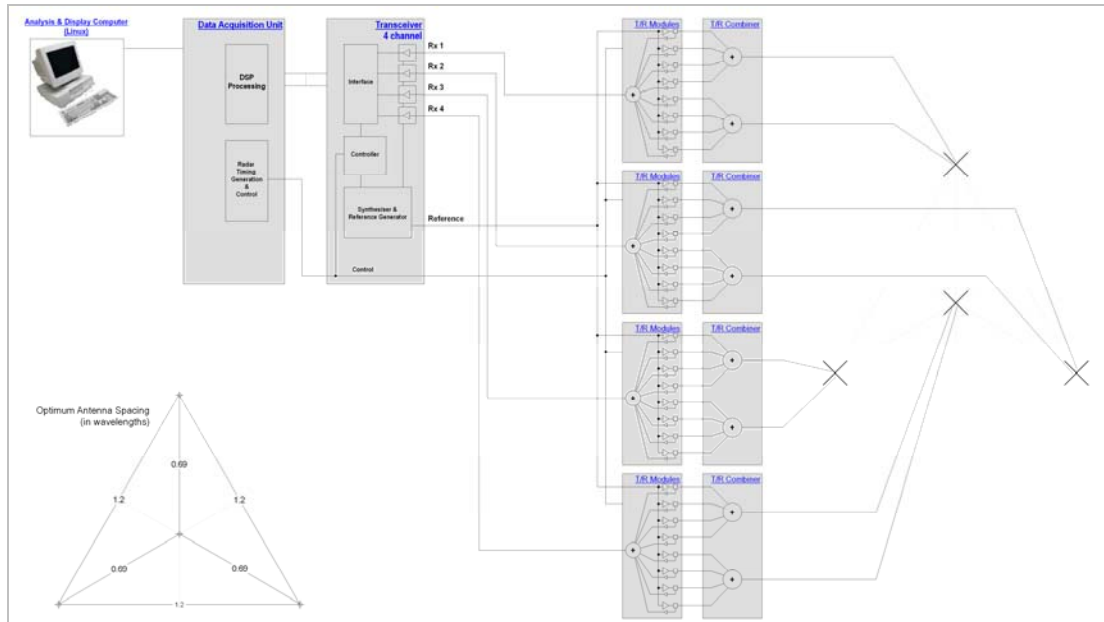 Analysis & Display Computer
(Linux)
Data Acquisition Unit
DSP
Processing
Radar
Timing
Generation
&
Control
Transceiver
4 channel
Interface
Controller
Synthesiser &
Reference Generator
Rx 1
Rx 2
Rx 3
Rx 4
Reference
Control
T/R Modules
T/R Combiner
+
+
+
T/R Modules
T/R Combiner
+
+
+
T/R Modules
T/R Combiner
+
+
+
T/R Modules
T/R Combiner
+
+
+
Optimum Antenna Spacing
(in wavelengths)
0.69
1.2
1.2
0.69
0.69
1.2